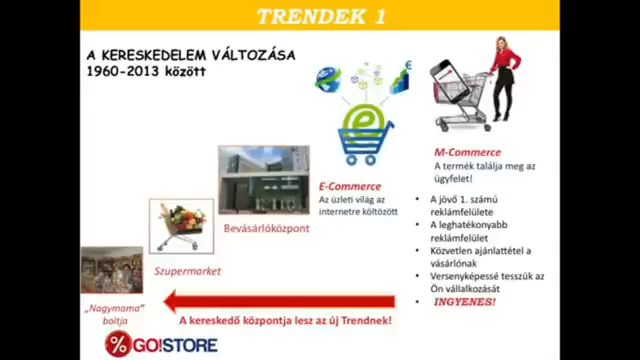 TRENDEK 1
A KERESKEDELEM VÁLTOZÁSA
1960-2013 között
M-Commerce
A termék találja meg az
ügyfelet!
E-Commerce
Az üzleti világ az
internetre költözött
• A jövő 1. számú
reklámfelülete
• A leghatékonyabb
reklámfelület
• Közvetlen ajánlattétel a
vásárlónak
• Versenyképessé tesszük az
Ön vállalkozását
• INGYENES!
Bevásárlóközpont
Szupermarket
„Nagymama"
boltja
A kereskedő központja lesz az új Trendnek!
% GO!STORE